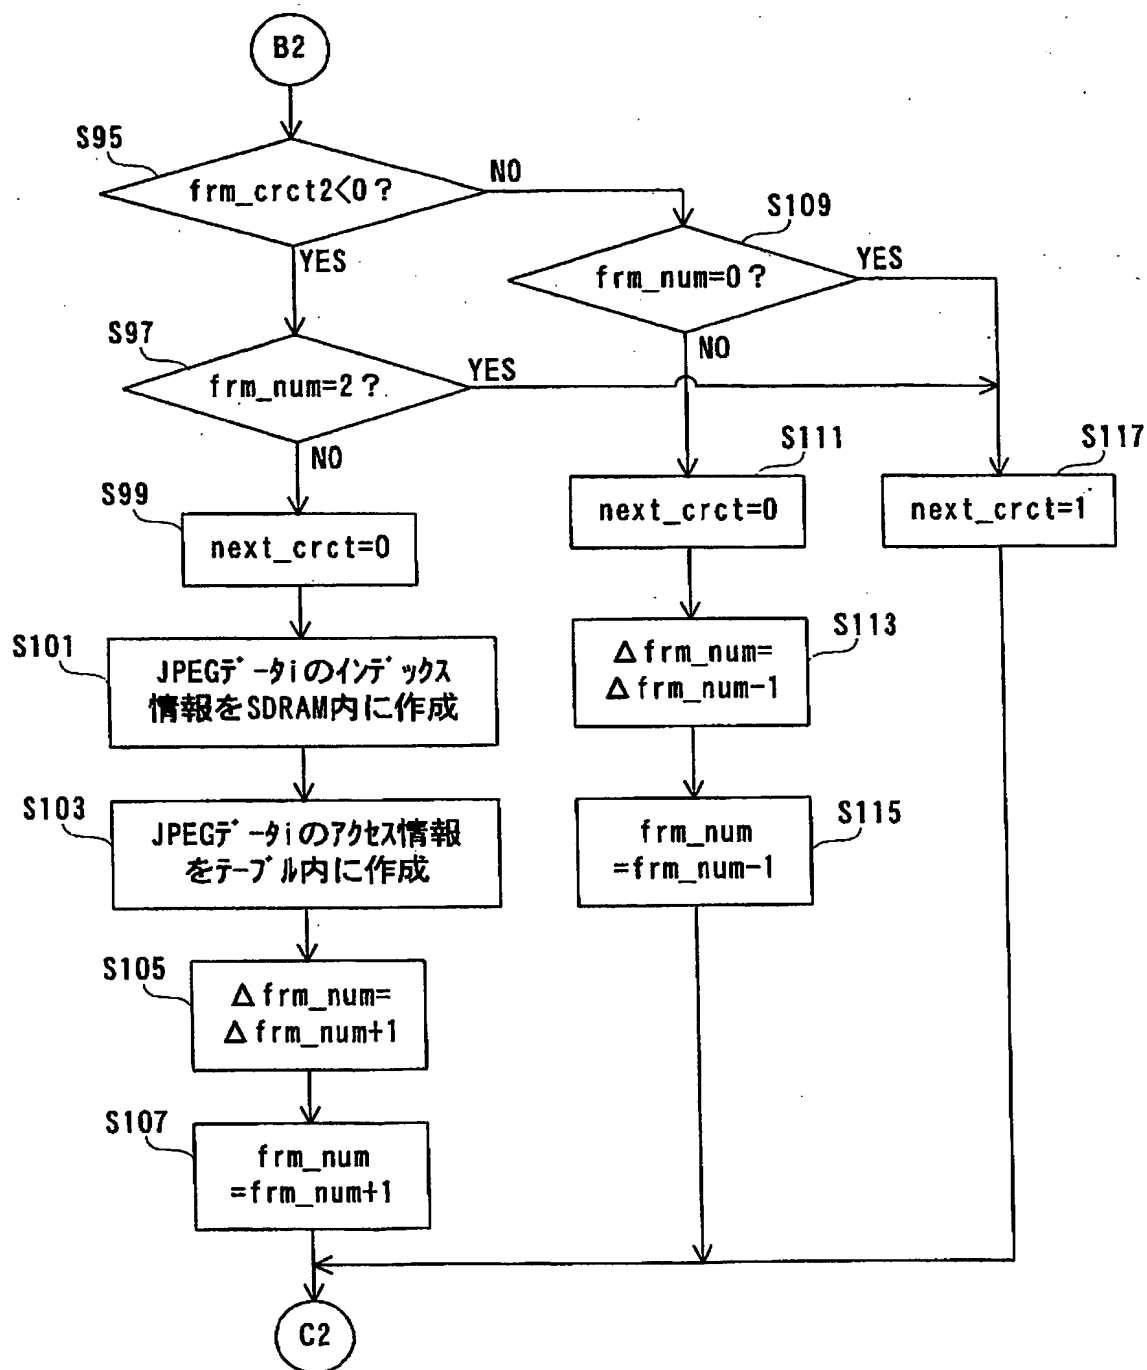 B2
S95
frm_crct2<0?
NO
YES
S109
frm_num=0?
YES
NO
S97
frm_num=2?
YES
NO
S99
next_crct=0
S111
next_crct=0
S117
next_crct=1
S101
JPEGデータiのインデックス
情報をSDRAM内に作成
S113
Δfrm_num=
Δfrm_num-1
S103
JPEGデータiのアクセス情報
をテーブル内に作成
S115
frm_num
=frm_num-1
S105
Δfrm_num=
Δfrm_num+1
S107
frm_num
=frm_num+1
C2